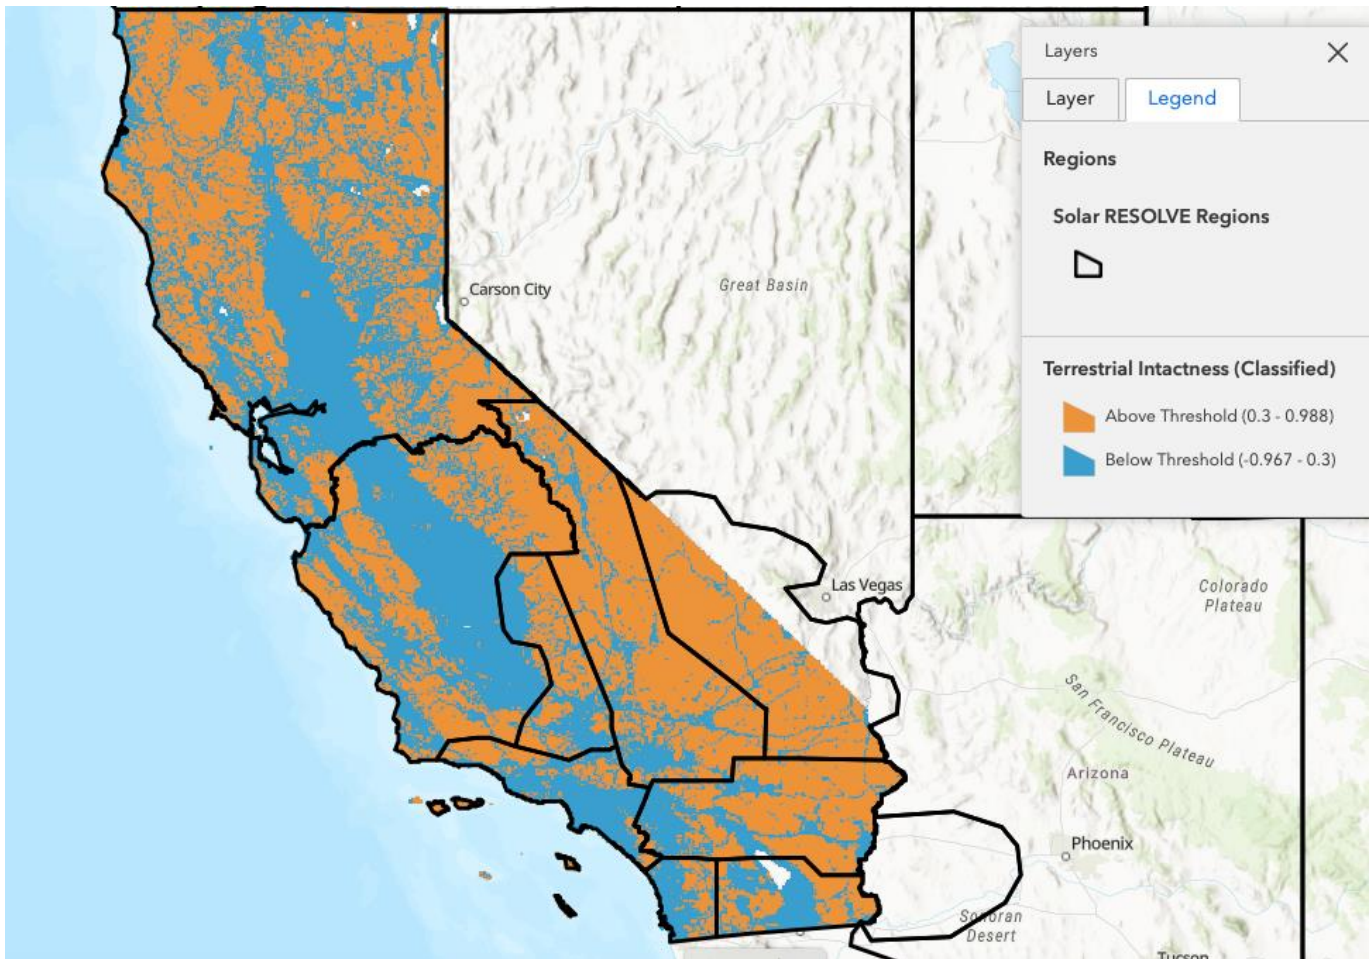 Layers
Layer
Legend
Regions
Solar RESOLVE Regions
Terrestrial Intactness (Classified)
Above Threshold (0.3 - 0.988)
Below Threshold (-0.967 - 0.3)
Carson City
Great Basin
Las Vegas
Colorado
Plateau
San Francisco Plateau
Arizona
Phoenix
Sonoran
Desert
Tucson